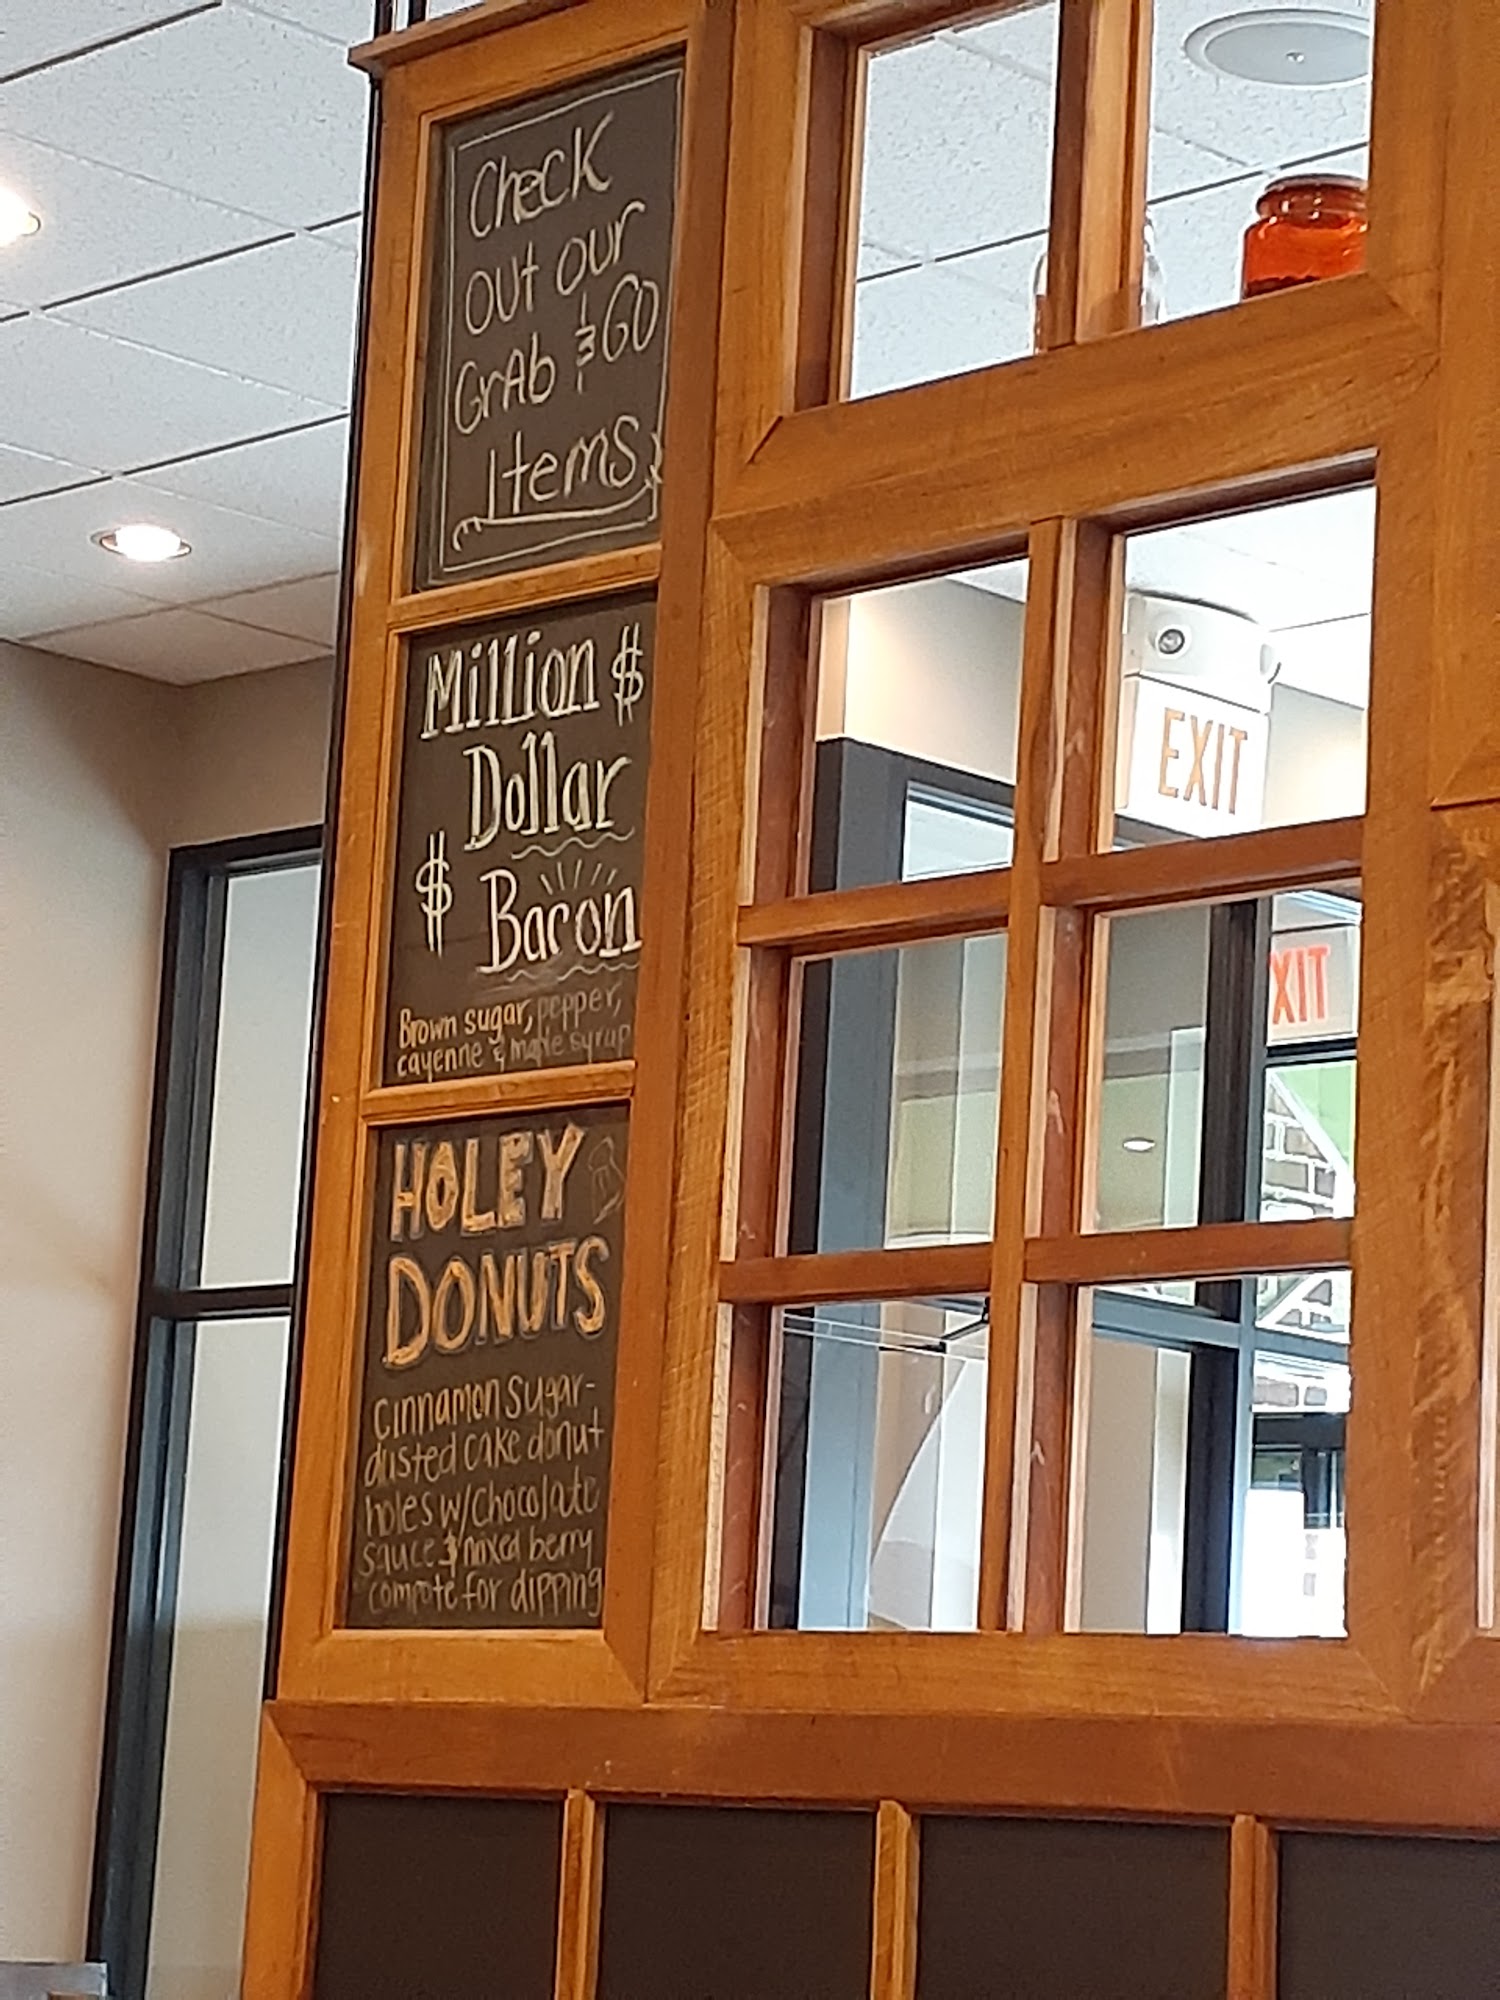 Check
out our
GrAb & GO
Items
Million $
Dollar
$ Bacon
Brown sugar, pepper,
cayenne & maple syrup
HOLEY
DONUTS
Cinnamon sugar-
dusted cake donut
holes w/chocolate
sauce & mixed berry
compote for dipping
EXIT
XIT